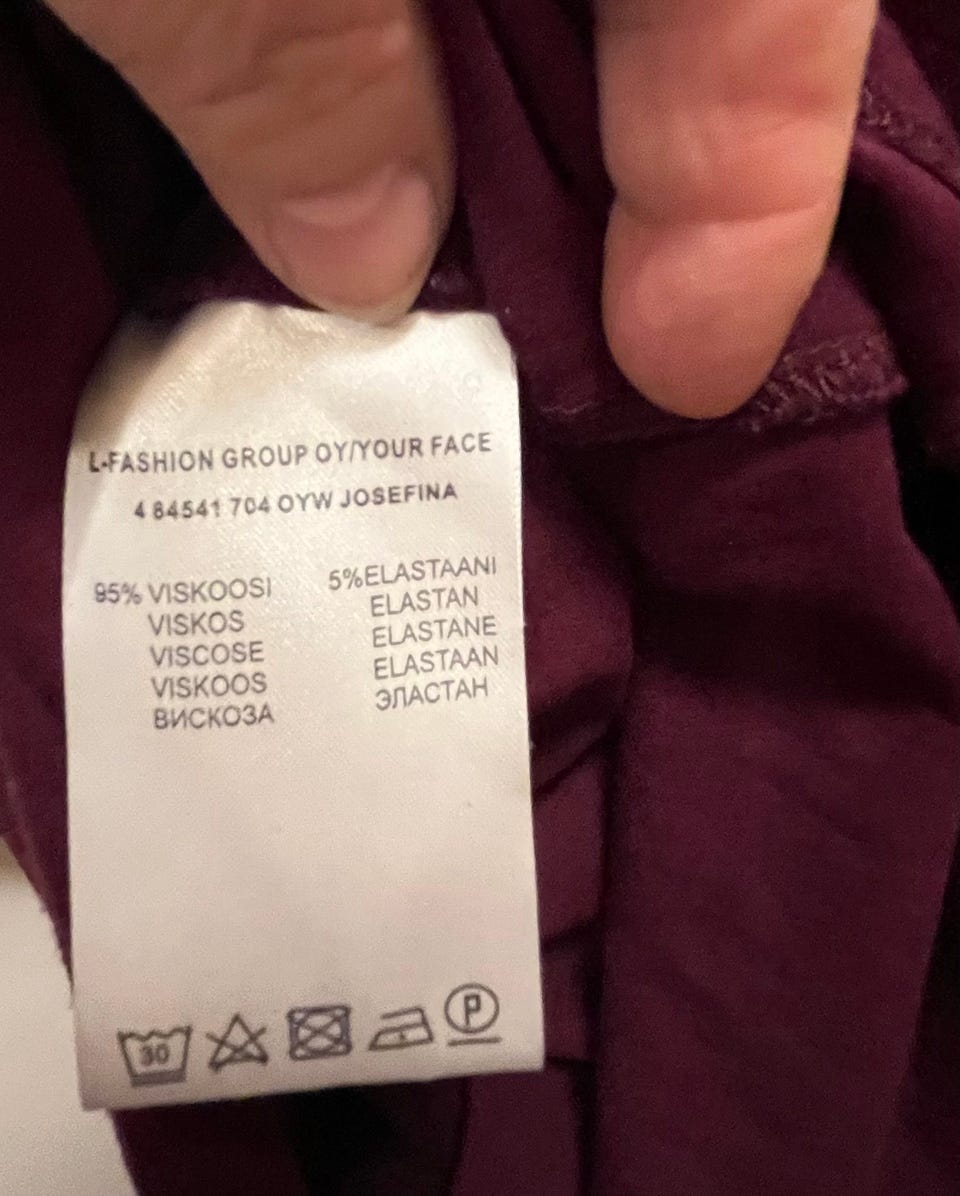 L-FASHION GROUP OY/YOUR FACE
4 84541 704 OYW JOSEFINA
95% VISKOOSI 5%ELASTAANI
VISKOS ELASTAN
VISCOSE ELASTANE
VISKOOS ELASTAAN
ВИСКОЗА ЭЛАСТАН
30 P